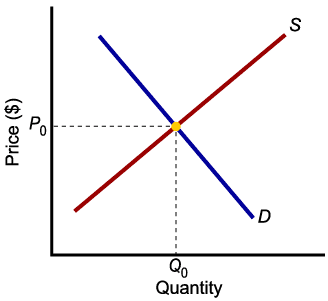 S
Price ($)
P₀
D
Q₀
Quantity